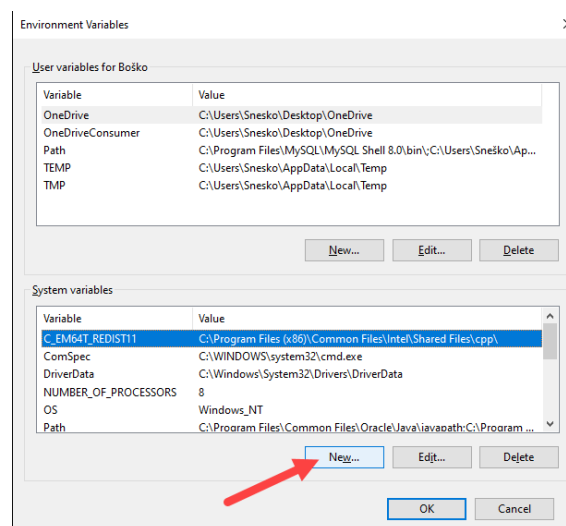 Environment Variables
User variables for Boško
Variable Value
OneDrive C:\Users\Snesko\Desktop\OneDrive
OneDriveConsumer C:\Users\Snesko\Desktop\OneDrive
Path C:\Program Files\MySQL\MySQL Shell 8.0\bin\;C:\Users\Sneško\Ap...
TEMP C:\Users\Snesko\AppData\Local\Temp
TMP C:\Users\Snesko\AppData\Local\Temp
New... Edit... Delete
System variables
Variable Value
C_EM64T_REDIST11 C:\Program Files (x86)\Common Files\Intel\Shared Files\cpp\
ComSpec C:\WINDOWS\system32\cmd.exe
DriverData C:\Windows\System32\Drivers\DriverData
NUMBER_OF_PROCESSORS 8
OS Windows_NT
Path C:\Program Files\Common Files\Oracle\Java\javapath;C:\Program ...
New... Edit... Delete
OK Cancel